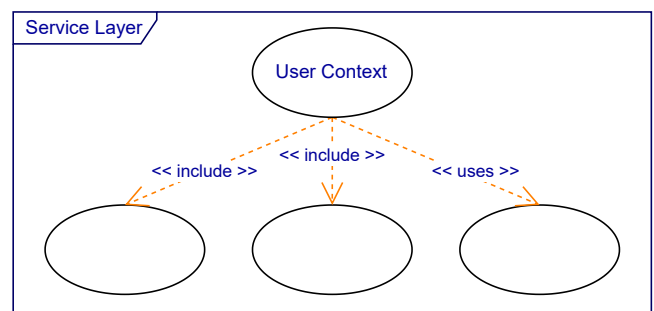 Service Layer
User Context
<< include >>
<< include >>
<< uses >>